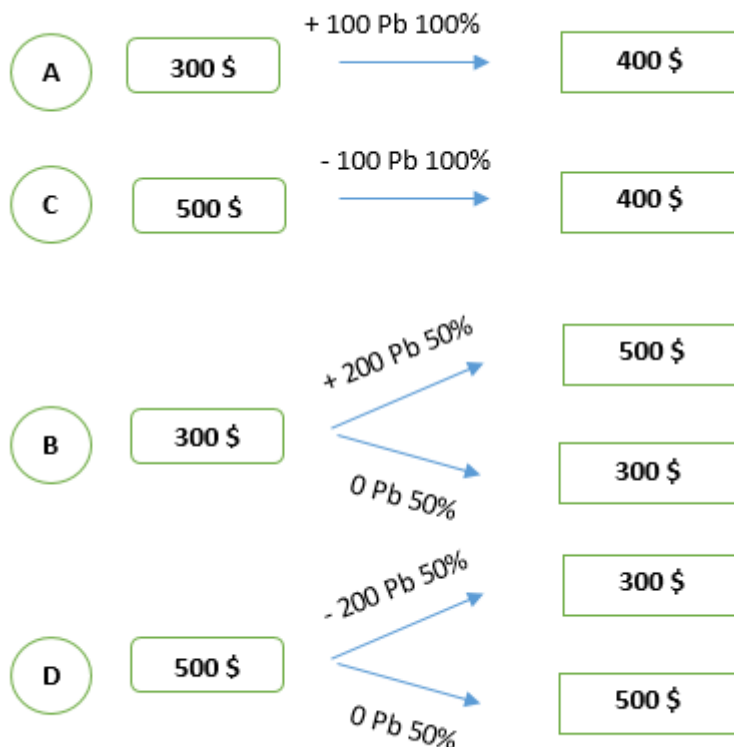 + 100 Pb 100%
A 300 $ 400 $
- 100 Pb 100%
C 500 $ 400 $
+ 200 Pb 50%
500 $
B 300 $
0 Pb 50%
300 $
- 200 Pb 50%
300 $
D 500 $
0 Pb 50%
500 $